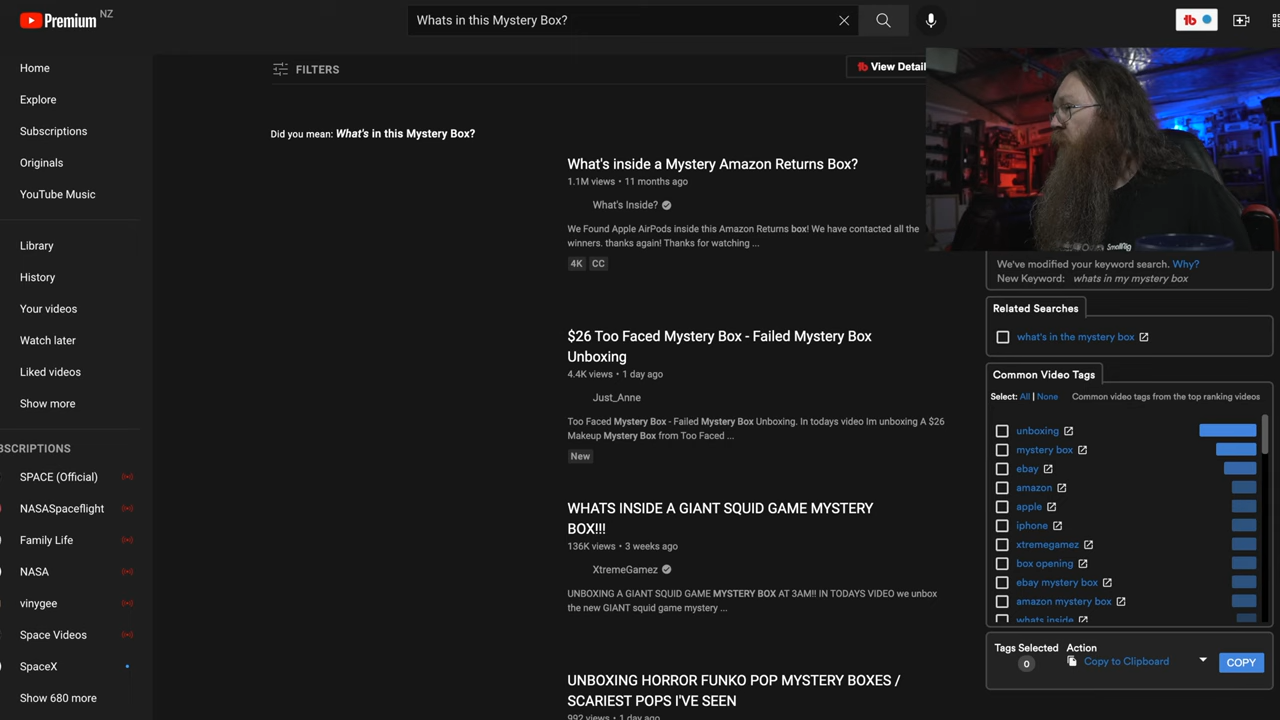 Premium NZ
Whats in this Mystery Box?
tb
Home
Explore
Subscriptions
Originals
YouTube Music
Library
History
Your videos
Watch later
Liked videos
Show more
SCRIPTIONS
SPACE (Official)
NASASpaceflight
Family Life
NASA
vinygee
Space Videos
SpaceX
Show 680 more
FILTERS
tb View Detail
Did you mean: What's in this Mystery Box?
What's inside a Mystery Amazon Returns Box?
1.1M views • 11 months ago
What's Inside?
We Found Apple AirPods inside this Amazon Returns box! We have contacted all the
winners. thanks again! Thanks for watching ...
4K CC
$26 Too Faced Mystery Box - Failed Mystery Box
Unboxing
4.4K views • 1 day ago
Just_Anne
Too Faced Mystery Box - Failed Mystery Box Unboxing. In todays video Im unboxing A $26
Makeup Mystery Box from Too Faced ...
New
WHATS INSIDE A GIANT SQUID GAME MYSTERY
BOX!!!
136K views • 3 weeks ago
XtremeGamez
UNBOXING A GIANT SQUID GAME MYSTERY BOX AT 3AM!! IN TODAYS VIDEO we unbox
the new GIANT squid game mystery ...
UNBOXING HORROR FUNKO POP MYSTERY BOXES /
SCARIEST POPS I'VE SEEN
992 views • 1 day ago
SmallRig
We've modified your keyword search. Why?
New Keyword: whats in my mystery box
Related Searches
what's in the mystery box
Common Video Tags
Select: All | None Common video tags from the top ranking videos
unboxing
mystery box
ebay
amazon
apple
iphone
xtremegamez
box opening
ebay mystery box
amazon mystery box
whats inside
Tags Selected
0
Action
Copy to Clipboard
COPY